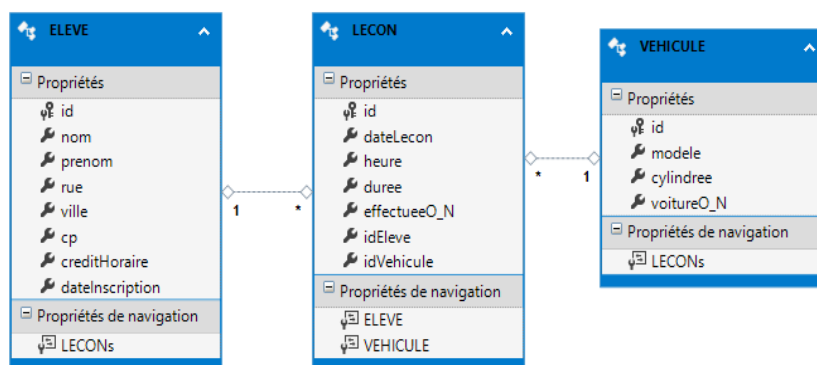 ELEVE
Propriétés
id
nom
prenom
rue
ville
cp
creditHoraire
dateInscription
Propriétés de navigation
LECONs
1
*
LECON
Propriétés
id
dateLecon
heure
duree
effectueeO_N
idEleve
idVehicule
Propriétés de navigation
ELEVE
VEHICULE
*
1
VEHICULE
Propriétés
id
modele
cylindree
voitureO_N
Propriétés de navigation
LECONs